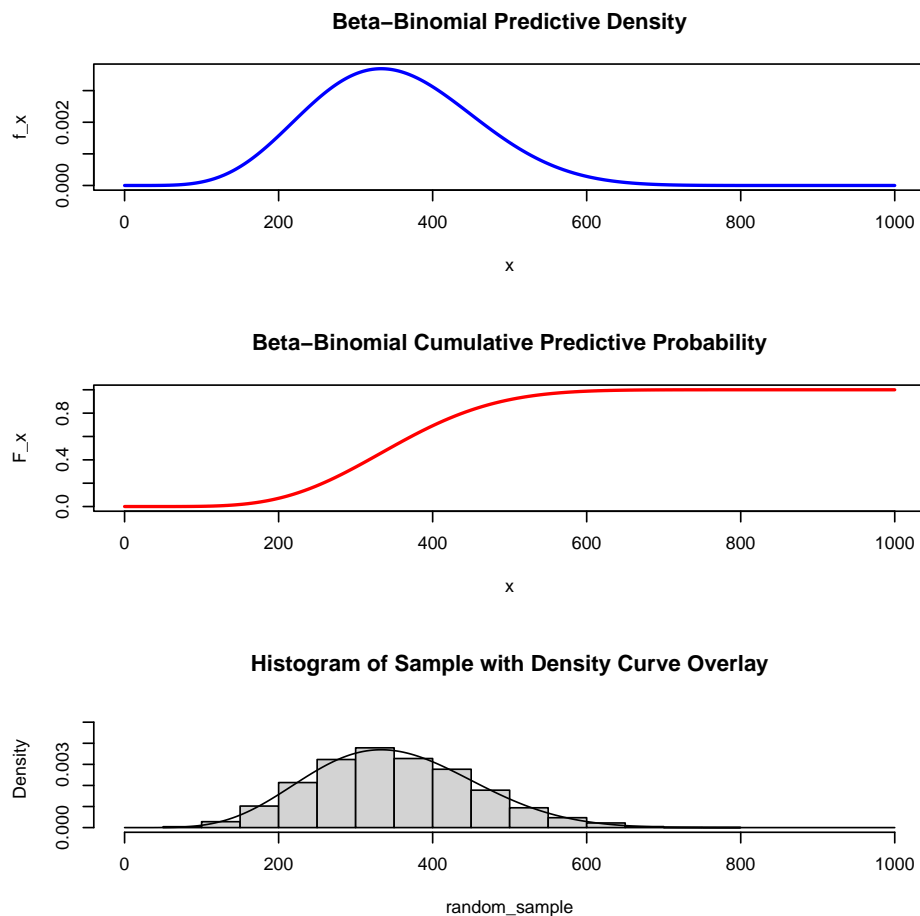 Beta−Binomial Predictive Density
f_x
0.000
0.002
0
200
400
600
800
1000
x
Beta−Binomial Cumulative Predictive Probability
F_x
0.0
0.4
0.8
0
200
400
600
800
1000
x
Histogram of Sample with Density Curve Overlay
Density
0.000
0.003
0
200
400
600
800
1000
random_sample